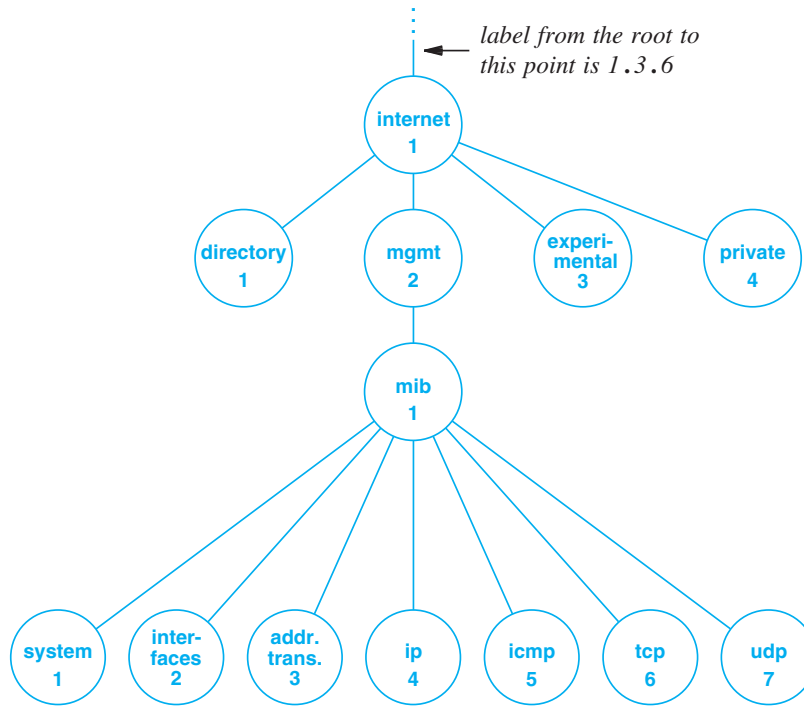 label from the root to
this point is 1.3.6
internet
1
directory
1
mgmt
2
experi-
mental
3
private
4
mib
1
system
1
inter-
faces
2
addr.
trans.
3
ip
4
icmp
5
tcp
6
udp
7